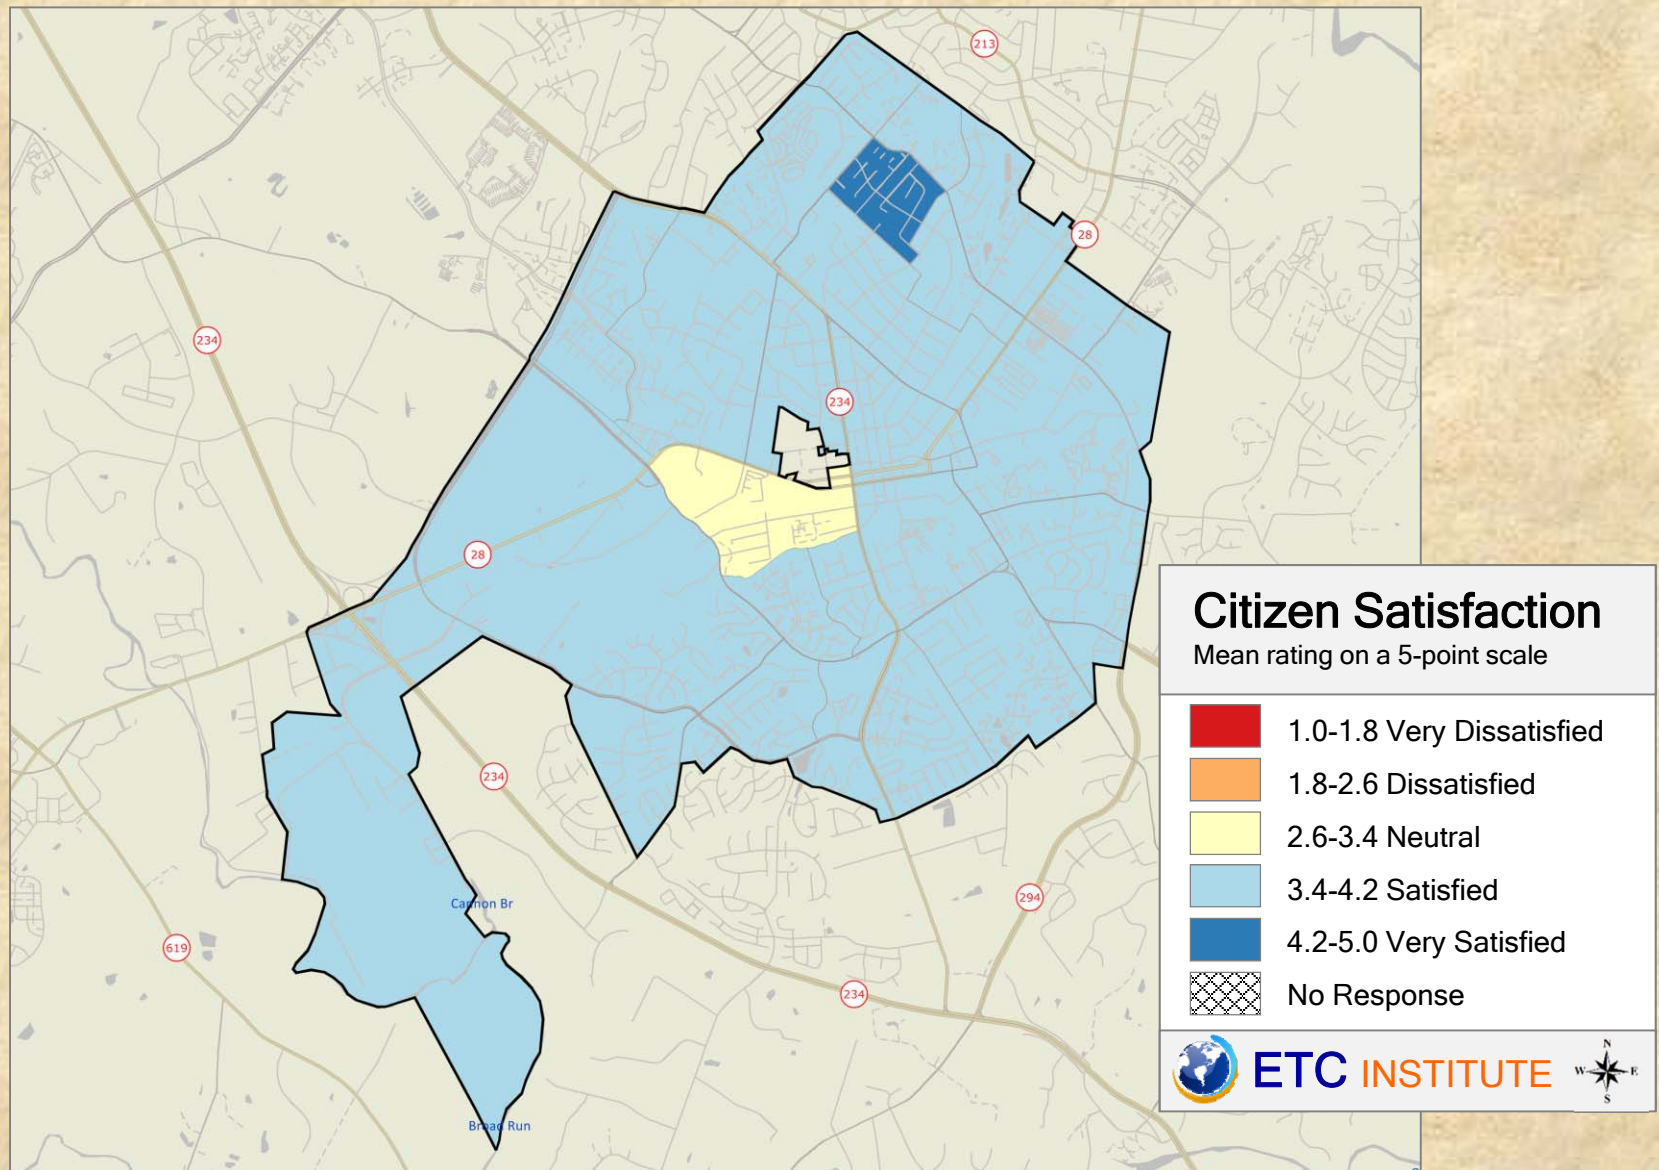 213
28
234
234
28
234
Cannon Br
294
619
234
Broad Run
Citizen Satisfaction
Mean rating on a 5-point scale
1.0-1.8 Very Dissatisfied
1.8-2.6 Dissatisfied
2.6-3.4 Neutral
3.4-4.2 Satisfied
4.2-5.0 Very Satisfied
No Response
ETC INSTITUTE
N
W E
S